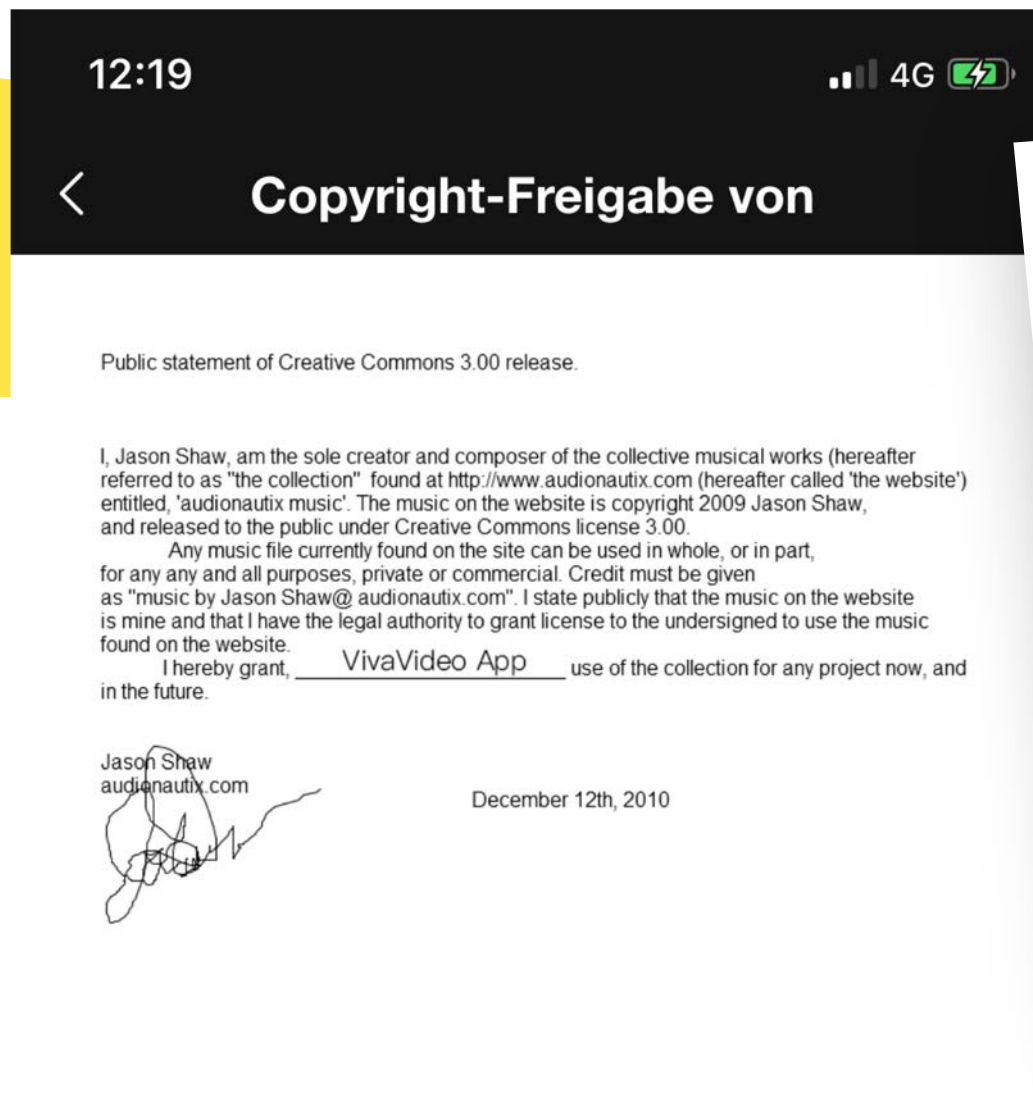 12:19
4G
Copyright-Freigabe von
Public statement of Creative Commons 3.00 release.
I, Jason Shaw, am the sole creator and composer of the collective musical works (hereafter
referred to as "the collection" found at http://www.audionautix.com (hereafter called 'the website')
entitled, 'audionautix music'. The music on the website is copyright 2009 Jason Shaw,
and released to the public under Creative Commons license 3.00.
Any music file currently found on the site can be used in whole, or in part,
for any any and all purposes, private or commercial. Credit must be given
as "music by Jason Shaw@ audionautix.com". I state publicly that the music on the website
is mine and that I have the legal authority to grant license to the undersigned to use the music
found on the website.
I hereby grant, VivaVideo App use of the collection for any project now, and
in the future.
Jason Shaw
audionautix.com
December 12th, 2010